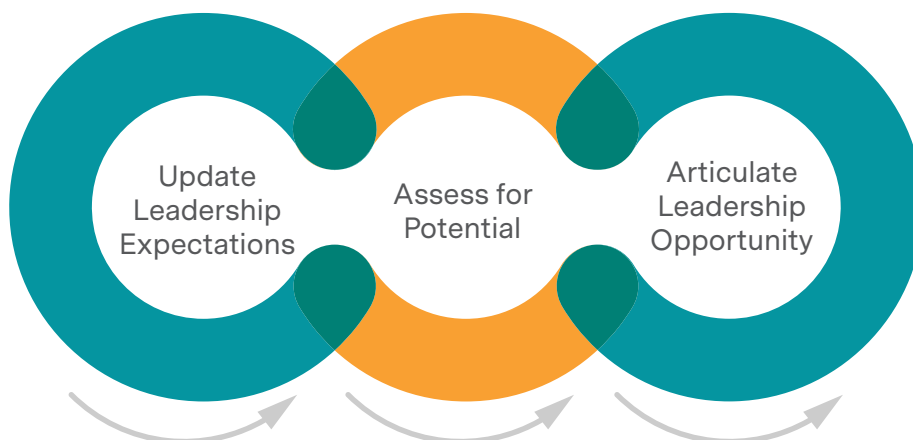 Update
Leadership
Expectations
Assess for
Potential
Articulate
Leadership
Opportunity